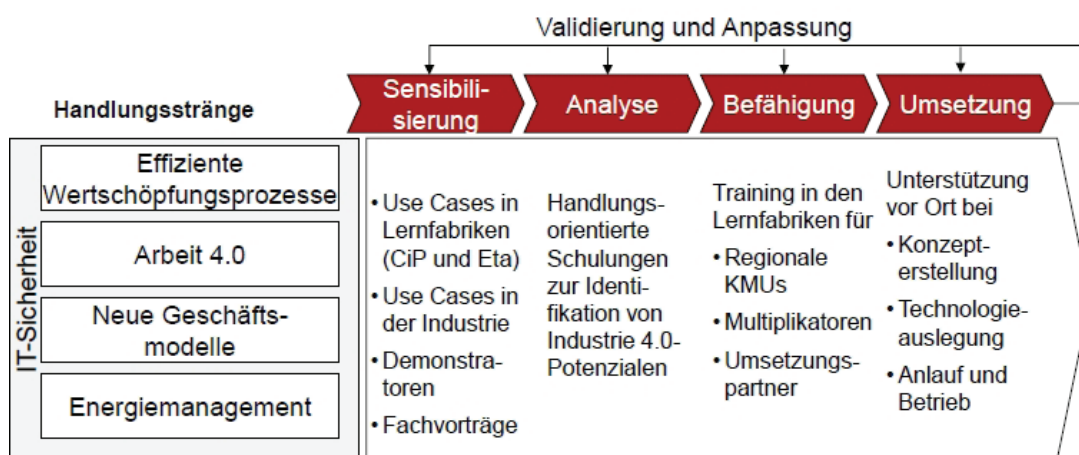 Validierung und Anpassung
Handlungsstränge
Sensibili-
sierung
Analyse
Befähigung
Umsetzung
IT-Sicherheit
Effiziente
Wertschöpfungsprozesse
Arbeit 4.0
Neue Geschäfts-
modelle
Energiemanagement
• Use Cases in
Lernfabriken
(CiP und Eta)
• Use Cases in
der Industrie
• Demonstra-
toren
• Fachvorträge
Handlungs-
orientierte
Schulungen
zur Identi-
fikation von
Industrie 4.0-
Potenzialen
Training in den
Lernfabriken für
• Regionale
KMUs
• Multiplikatoren
• Umsetzungs-
partner
Unterstützung
vor Ort bei
• Konzept-
erstellung
• Technologie-
auslegung
• Anlauf und
Betrieb